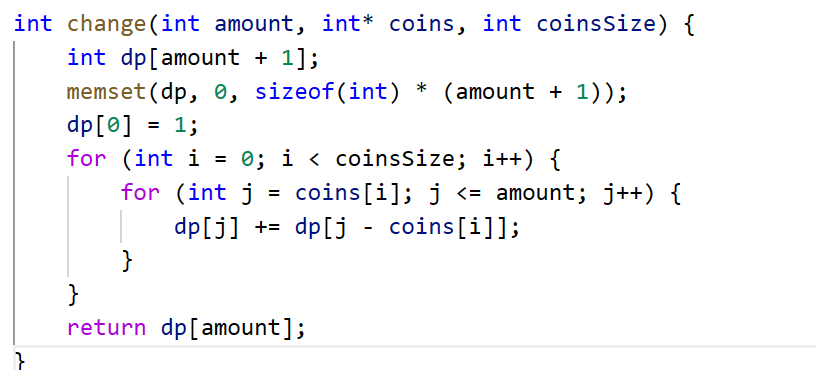 int change(int amount, int* coins, int coinsSize) {
    int dp[amount + 1];
    memset(dp, 0, sizeof(int) * (amount + 1));
    dp[0] = 1;
    for (int i = 0; i < coinsSize; i++) {
        for (int j = coins[i]; j <= amount; j++) {
            dp[j] += dp[j - coins[i]];
        }
    }
    return dp[amount];
}